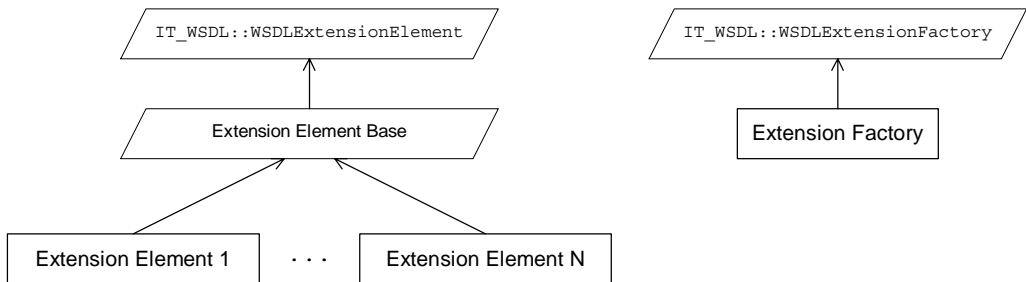 IT_WSDL::WSDLExtensionElement
IT_WSDL::WSDLExtensionFactory
Extension Element Base
Extension Factory
Extension Element 1
. . .
Extension Element N